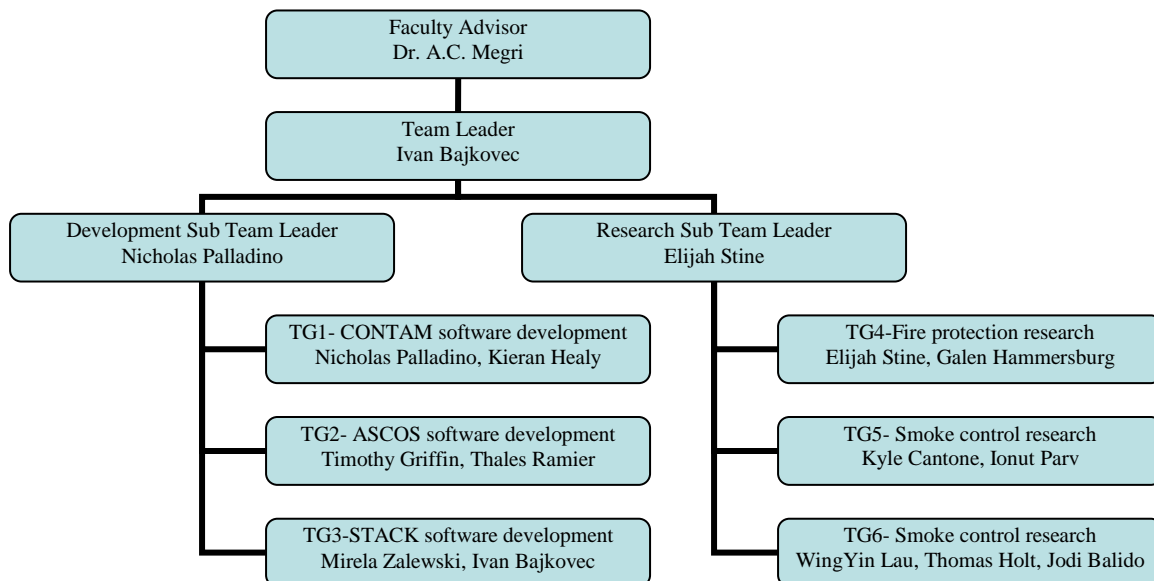 Faculty Advisor
Dr. A.C. Megri
Team Leader
Ivan Bajkovec
Development Sub Team Leader
Nicholas Palladino
Research Sub Team Leader
Elijah Stine
TG1- CONTAM software development
Nicholas Palladino, Kieran Healy
TG2- ASCOS software development
Timothy Griffin, Thales Ramier
TG3-STACK software development
Mirela Zalewski, Ivan Bajkovec
TG4-Fire protection research
Elijah Stine, Galen Hammersburg
TG5- Smoke control research
Kyle Cantone, Ionut Parv
TG6- Smoke control research
WingYin Lau, Thomas Holt, Jodi Balido